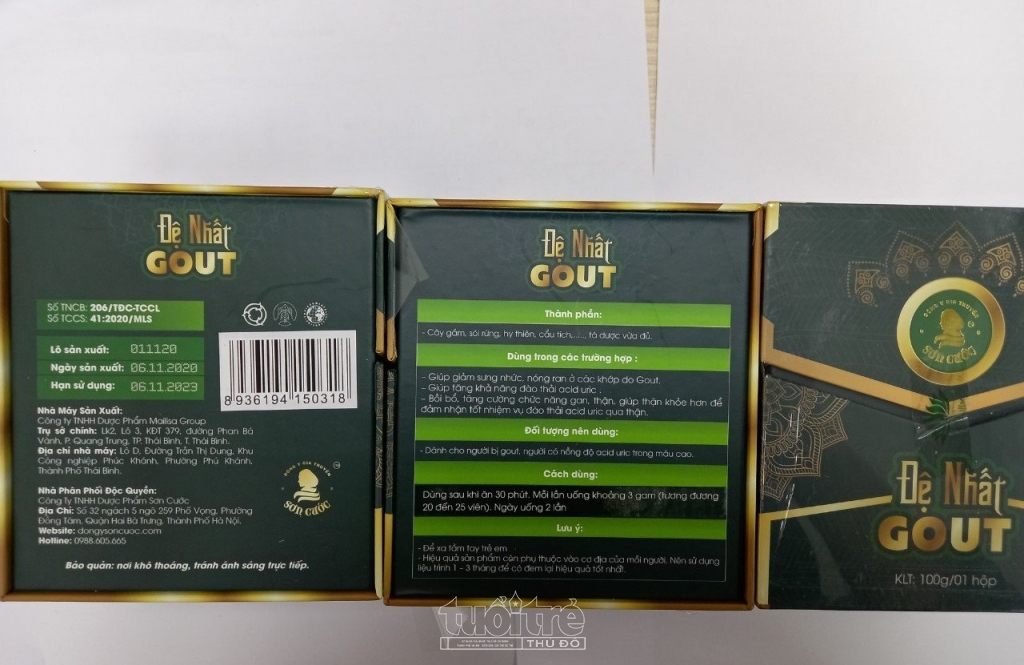 Đệ Nhất
GOUT
Số TNCB: 206/TĐC-TCCL
Số TCCS: 41:2020/MLS
Lô sản xuất: 011120
Ngày sản xuất: 06.11.2020
Hạn sử dụng: 06.11.2023
8 936194 150318
Nhà Máy Sản Xuất:
Công ty TNHH Dược Phẩm Mailisa Group
Trụ sở chính: Lk2, Lô 3, KĐT 379, đường Phan Bá
Vành, P. Quang Trung, TP. Thái Bình, T. Thái Bình.
Địa chỉ nhà máy: Lô D, Đường Trần Thị Dung, Khu
Công nghiệp Phúc Khánh, Phường Phú Khánh,
Thành Phố Thái Bình.
Nhà Phân Phối Độc Quyền:
Công Ty TNHH Dược Phẩm Sơn Cước
Địa Chỉ: Số 32 ngách 5 ngõ 259 Phố Vọng, Phường
Đồng Tâm, Quận Hai Bà Trưng, Thành Phố Hà Nội.
Website: dongysoncuoc.com
Hotline: 0988.605.665
ĐÔNG Y GIA TRUYỀN
SƠN CƯỚC
Bảo quản: nơi khô thoáng, tránh ánh sáng trực tiếp.
Đệ Nhất
GOUT
Thành phần:
- Cây gắm, sói rừng, hy thiên, cẩu tích,....., tá dược vừa đủ.
Dùng trong các trường hợp :
- Giúp giảm sưng nhức, nóng ran ở các khớp do Gout.
- Giúp tăng khả năng đào thải acid uric .
- Bồi bổ, tăng cường chức năng gan, thận, giúp thận khỏe hơn để
đảm nhận tốt nhiệm vụ đào thải acid uric qua thận.
Đối tượng nên dùng:
- Dành cho người bị gout, người có nồng độ acid uric trong máu cao.
Cách dùng:
Dùng sau khi ăn 30 phút. Mỗi lần uống khoảng 3 gam (tương đương
20 đến 25 viên). Ngày uống 2 lần
Lưu ý:
- Để xa tầm tay trẻ em
- Hiệu quả sản phẩm còn phụ thuộc vào cơ địa của mỗi người. Nên sử dụng
liệu trình 1 - 3 tháng để có đem lại hiệu quả tốt nhất.
ĐÔNG Y GIA TRUYỀN
SƠN CƯỚC
Đệ Nhất
GOUT
KLT: 100g/01 hộp
tuổi trẻ
THỦ ĐÔ